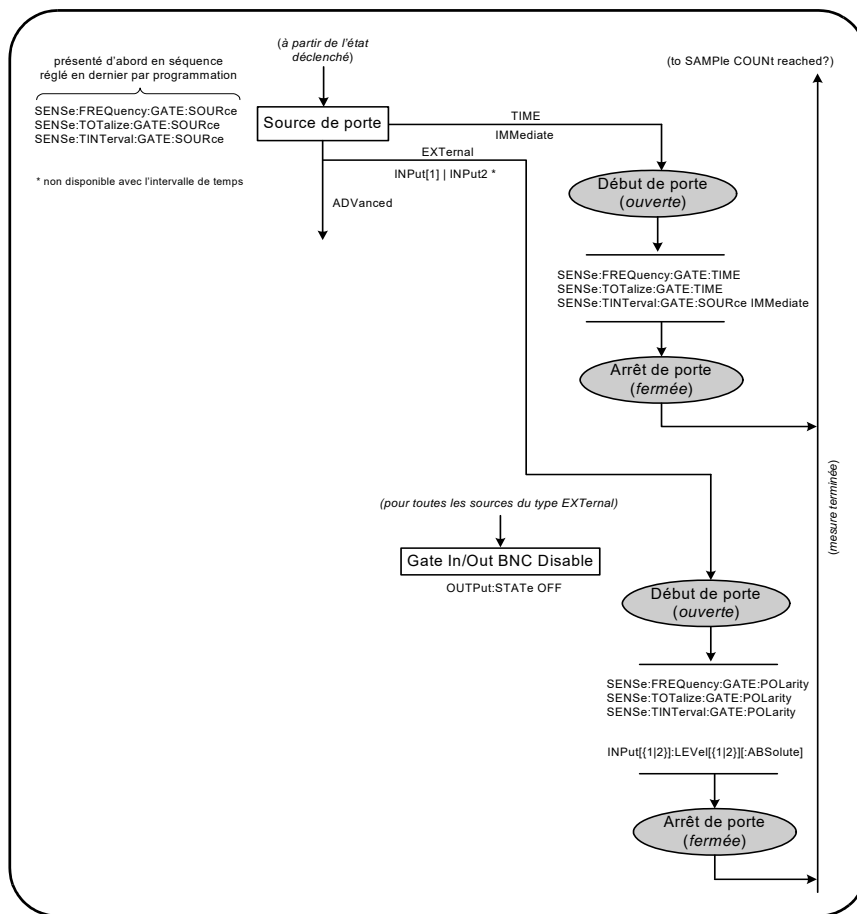 présenté d'abord en séquence
réglé en dernier par programmation
SENSe:FREQuency:GATE:SOURce
SENSe:TOTalize:GATE:SOURce
SENSe:TINTerval:GATE:SOURce
* non disponible avec l'intervalle de temps
(à partir de l'état
déclenché)
Source de porte
TIME
IMMediate
EXTernal
INPut[1] | INPut2 *
ADVanced
(to SAMPle COUNt reached?)
Début de porte
(ouverte)
SENSe:FREQuency:GATE:TIME
SENSe:TOTalize:GATE:TIME
SENSe:TINTerval:GATE:SOURce IMMediate
Arrêt de porte
(fermée)
(mesure terminée)
(pour toutes les sources du type EXTernal)
Gate In/Out BNC Disable
OUTPut:STATe OFF
Début de porte
(ouverte)
SENSe:FREQuency:GATE:POLarity
SENSe:TOTalize:GATE:POLarity
SENSe:TINTerval:GATE:POLarity
INPut[{1|2}]:LEVel[{1|2}][:ABSolute]
Arrêt de porte
(fermée)